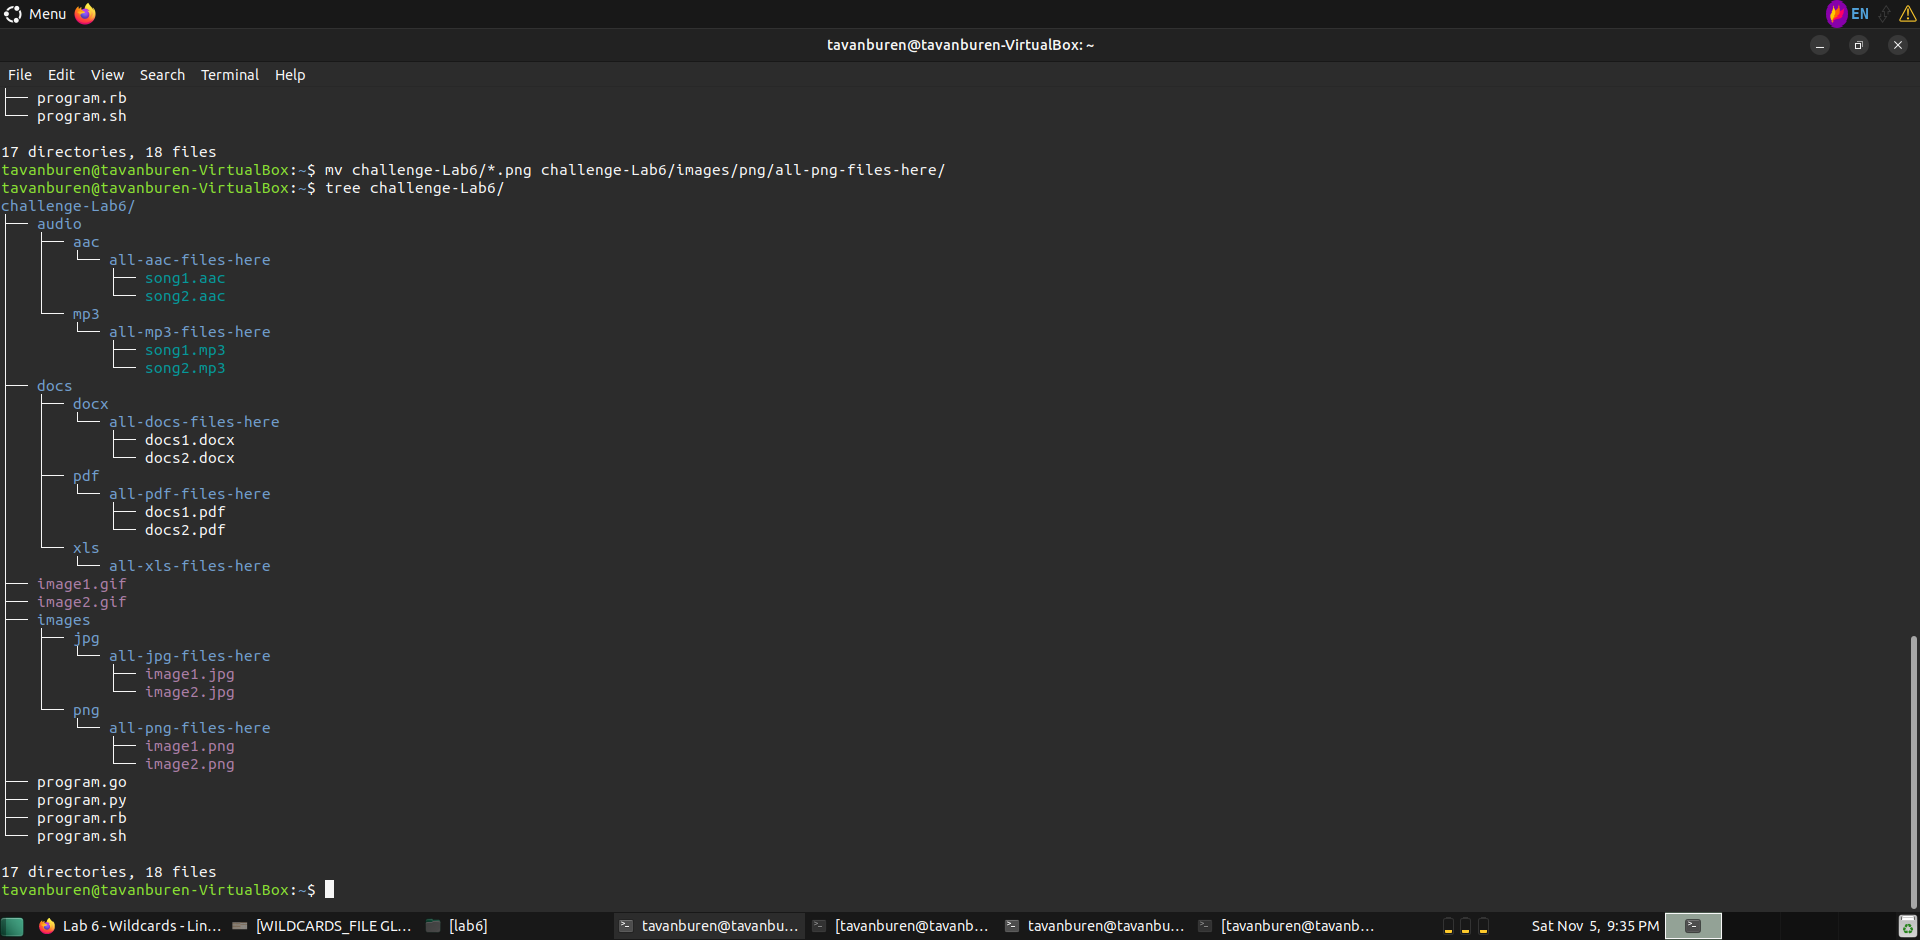 Menu EN
tavanburen@tavanburen-VirtualBox: ~
File Edit View Search Terminal Help
├── program.rb
└── program.sh
17 directories, 18 files
tavanburen@tavanburen-VirtualBox:~$ mv challenge-Lab6/*.png challenge-Lab6/images/png/all-png-files-here/
tavanburen@tavanburen-VirtualBox:~$ tree challenge-Lab6/
challenge-Lab6/
├── audio
│   ├── aac
│   │   └── all-aac-files-here
│   │       ├── song1.aac
│   │       └── song2.aac
│   └── mp3
│       └── all-mp3-files-here
│           ├── song1.mp3
│           └── song2.mp3
├── docs
│   ├── docx
│   │   └── all-docs-files-here
│   │       ├── docs1.docx
│   │       └── docs2.docx
│   ├── pdf
│   │   └── all-pdf-files-here
│   │       ├── docs1.pdf
│   │       └── docs2.pdf
│   └── xls
│       └── all-xls-files-here
├── image1.gif
├── image2.gif
├── images
│   ├── jpg
│   │   └── all-jpg-files-here
│   │       ├── image1.jpg
│   │       └── image2.jpg
│   └── png
│       └── all-png-files-here
│           ├── image1.png
│           └── image2.png
├── program.go
├── program.py
├── program.rb
└── program.sh
17 directories, 18 files
tavanburen@tavanburen-VirtualBox:~$
Lab 6 - Wildcards - Lin... [WILDCARDS_FILE GL... [lab6] tavanburen@tavanbu... [tavanburen@tavanb... tavanburen@tavanbu... [tavanburen@tavanb... Sat Nov 5, 9:35 PM